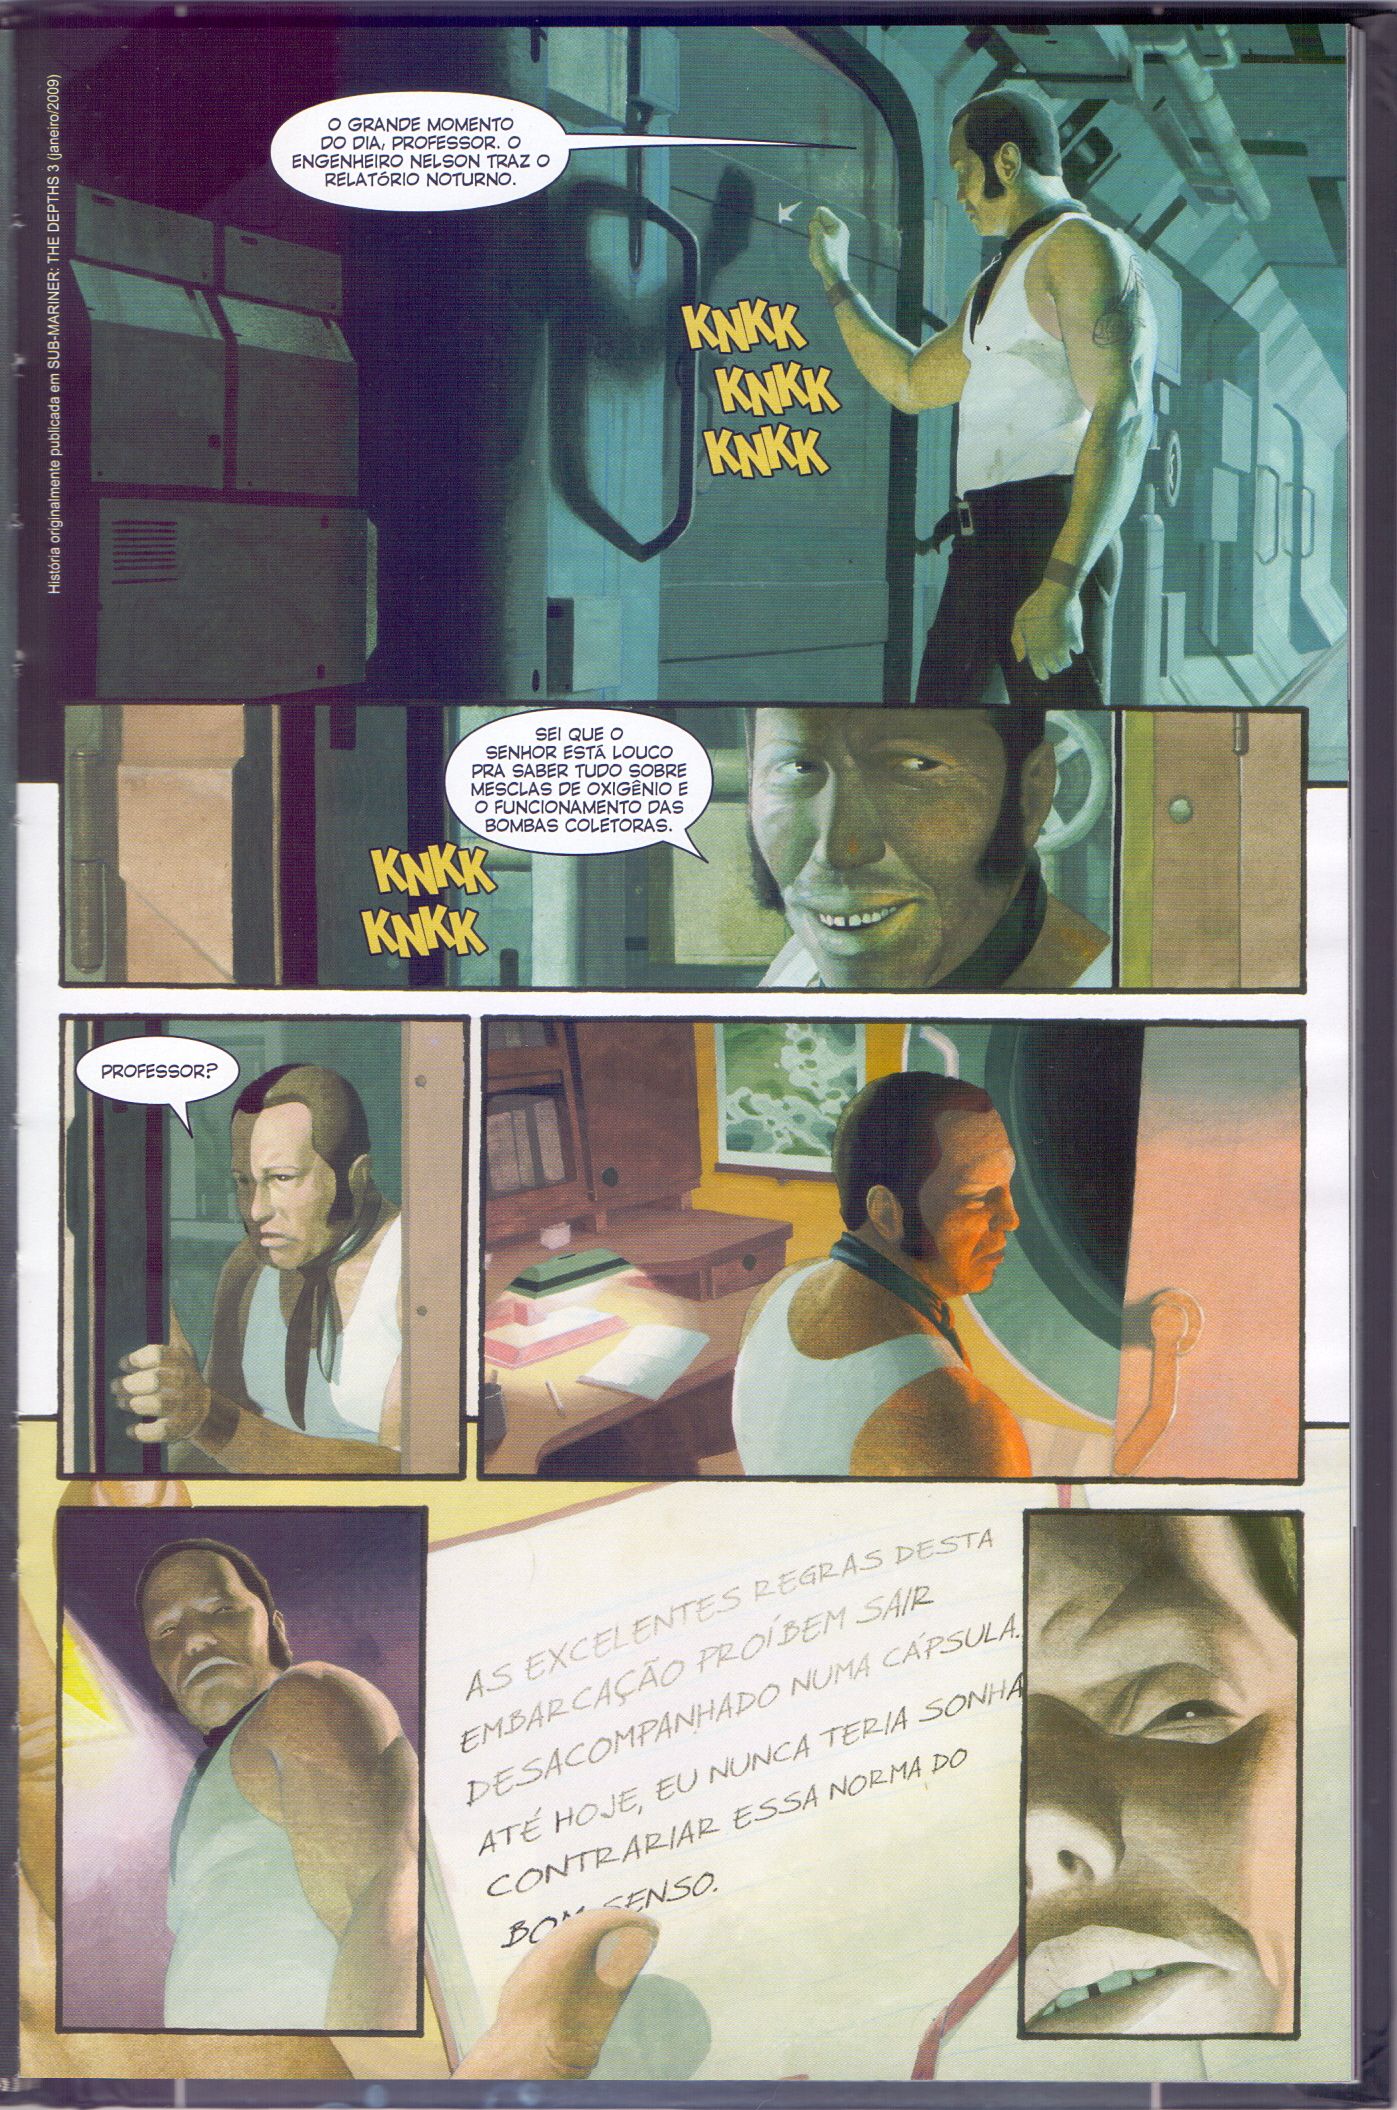 História originalmente publicada em SUB-MARINER: THE DEPTHS 3 (janeiro/2009)
O GRANDE MOMENTO
DO DIA, PROFESSOR. O
ENGENHEIRO NELSON TRAZ O
RELATÓRIO NOTURNO.
KNKK
KNKK
KNKK
SEI QUE O
SENHOR ESTÁ LOUCO
PRA SABER TUDO SOBRE
MESCLAS DE OXIGÊNIO E
O FUNCIONAMENTO DAS
BOMBAS COLETORAS.
KNKK
KNKK
PROFESSOR?
AS EXCELENTES REGRAS DESTA
EMBARCAÇÃO PROÍBEM SAIR
DESACOMPANHADO NUMA CÁPSULA.
ATÉ HOJE, EU NUNCA TERIA SONHA
CONTRARIAR ESSA NORMA DO
BOM SENSO.